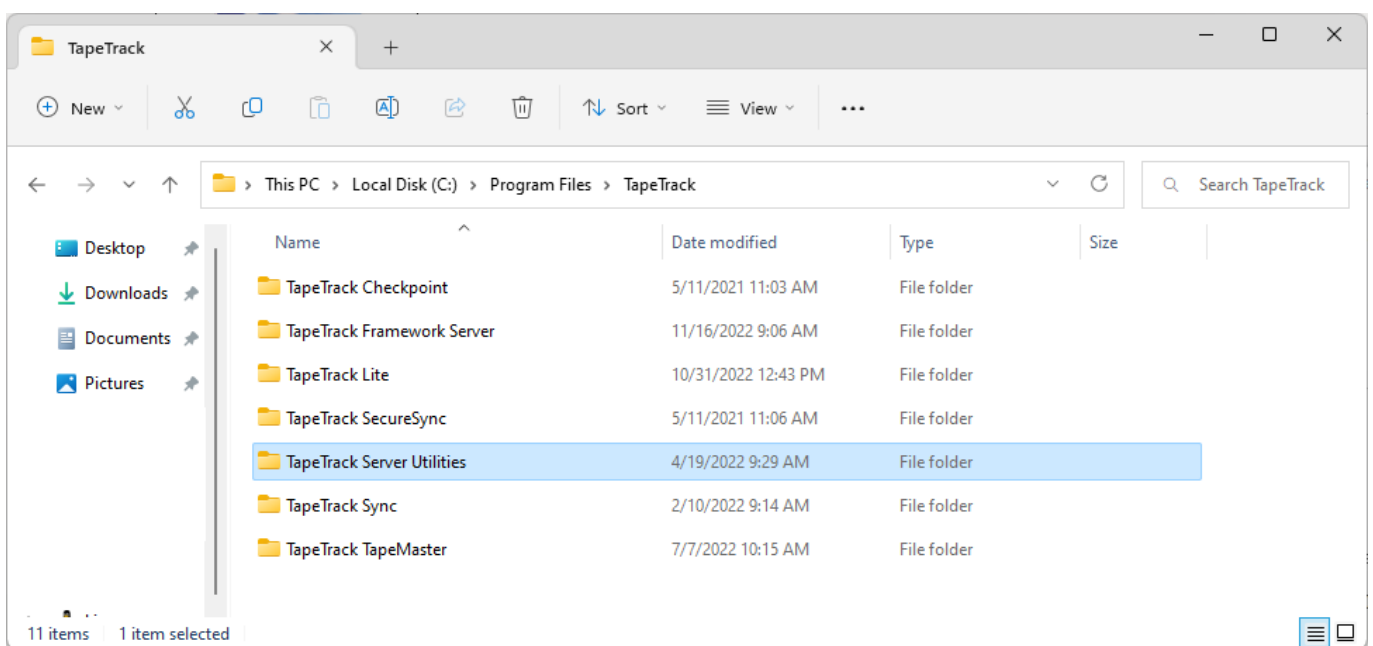 TapeTrack
New Sort View
This PC > Local Disk (C:) > Program Files > TapeTrack Search TapeTrack
Desktop
Downloads
Documents
Pictures
Name Date modified Type Size
TapeTrack Checkpoint 5/11/2021 11:03 AM File folder
TapeTrack Framework Server 11/16/2022 9:06 AM File folder
TapeTrack Lite 10/31/2022 12:43 PM File folder
TapeTrack SecureSync 5/11/2021 11:06 AM File folder
TapeTrack Server Utilities 4/19/2022 9:29 AM File folder
TapeTrack Sync 2/10/2022 9:14 AM File folder
TapeTrack TapeMaster 7/7/2022 10:15 AM File folder
11 items 1 item selected